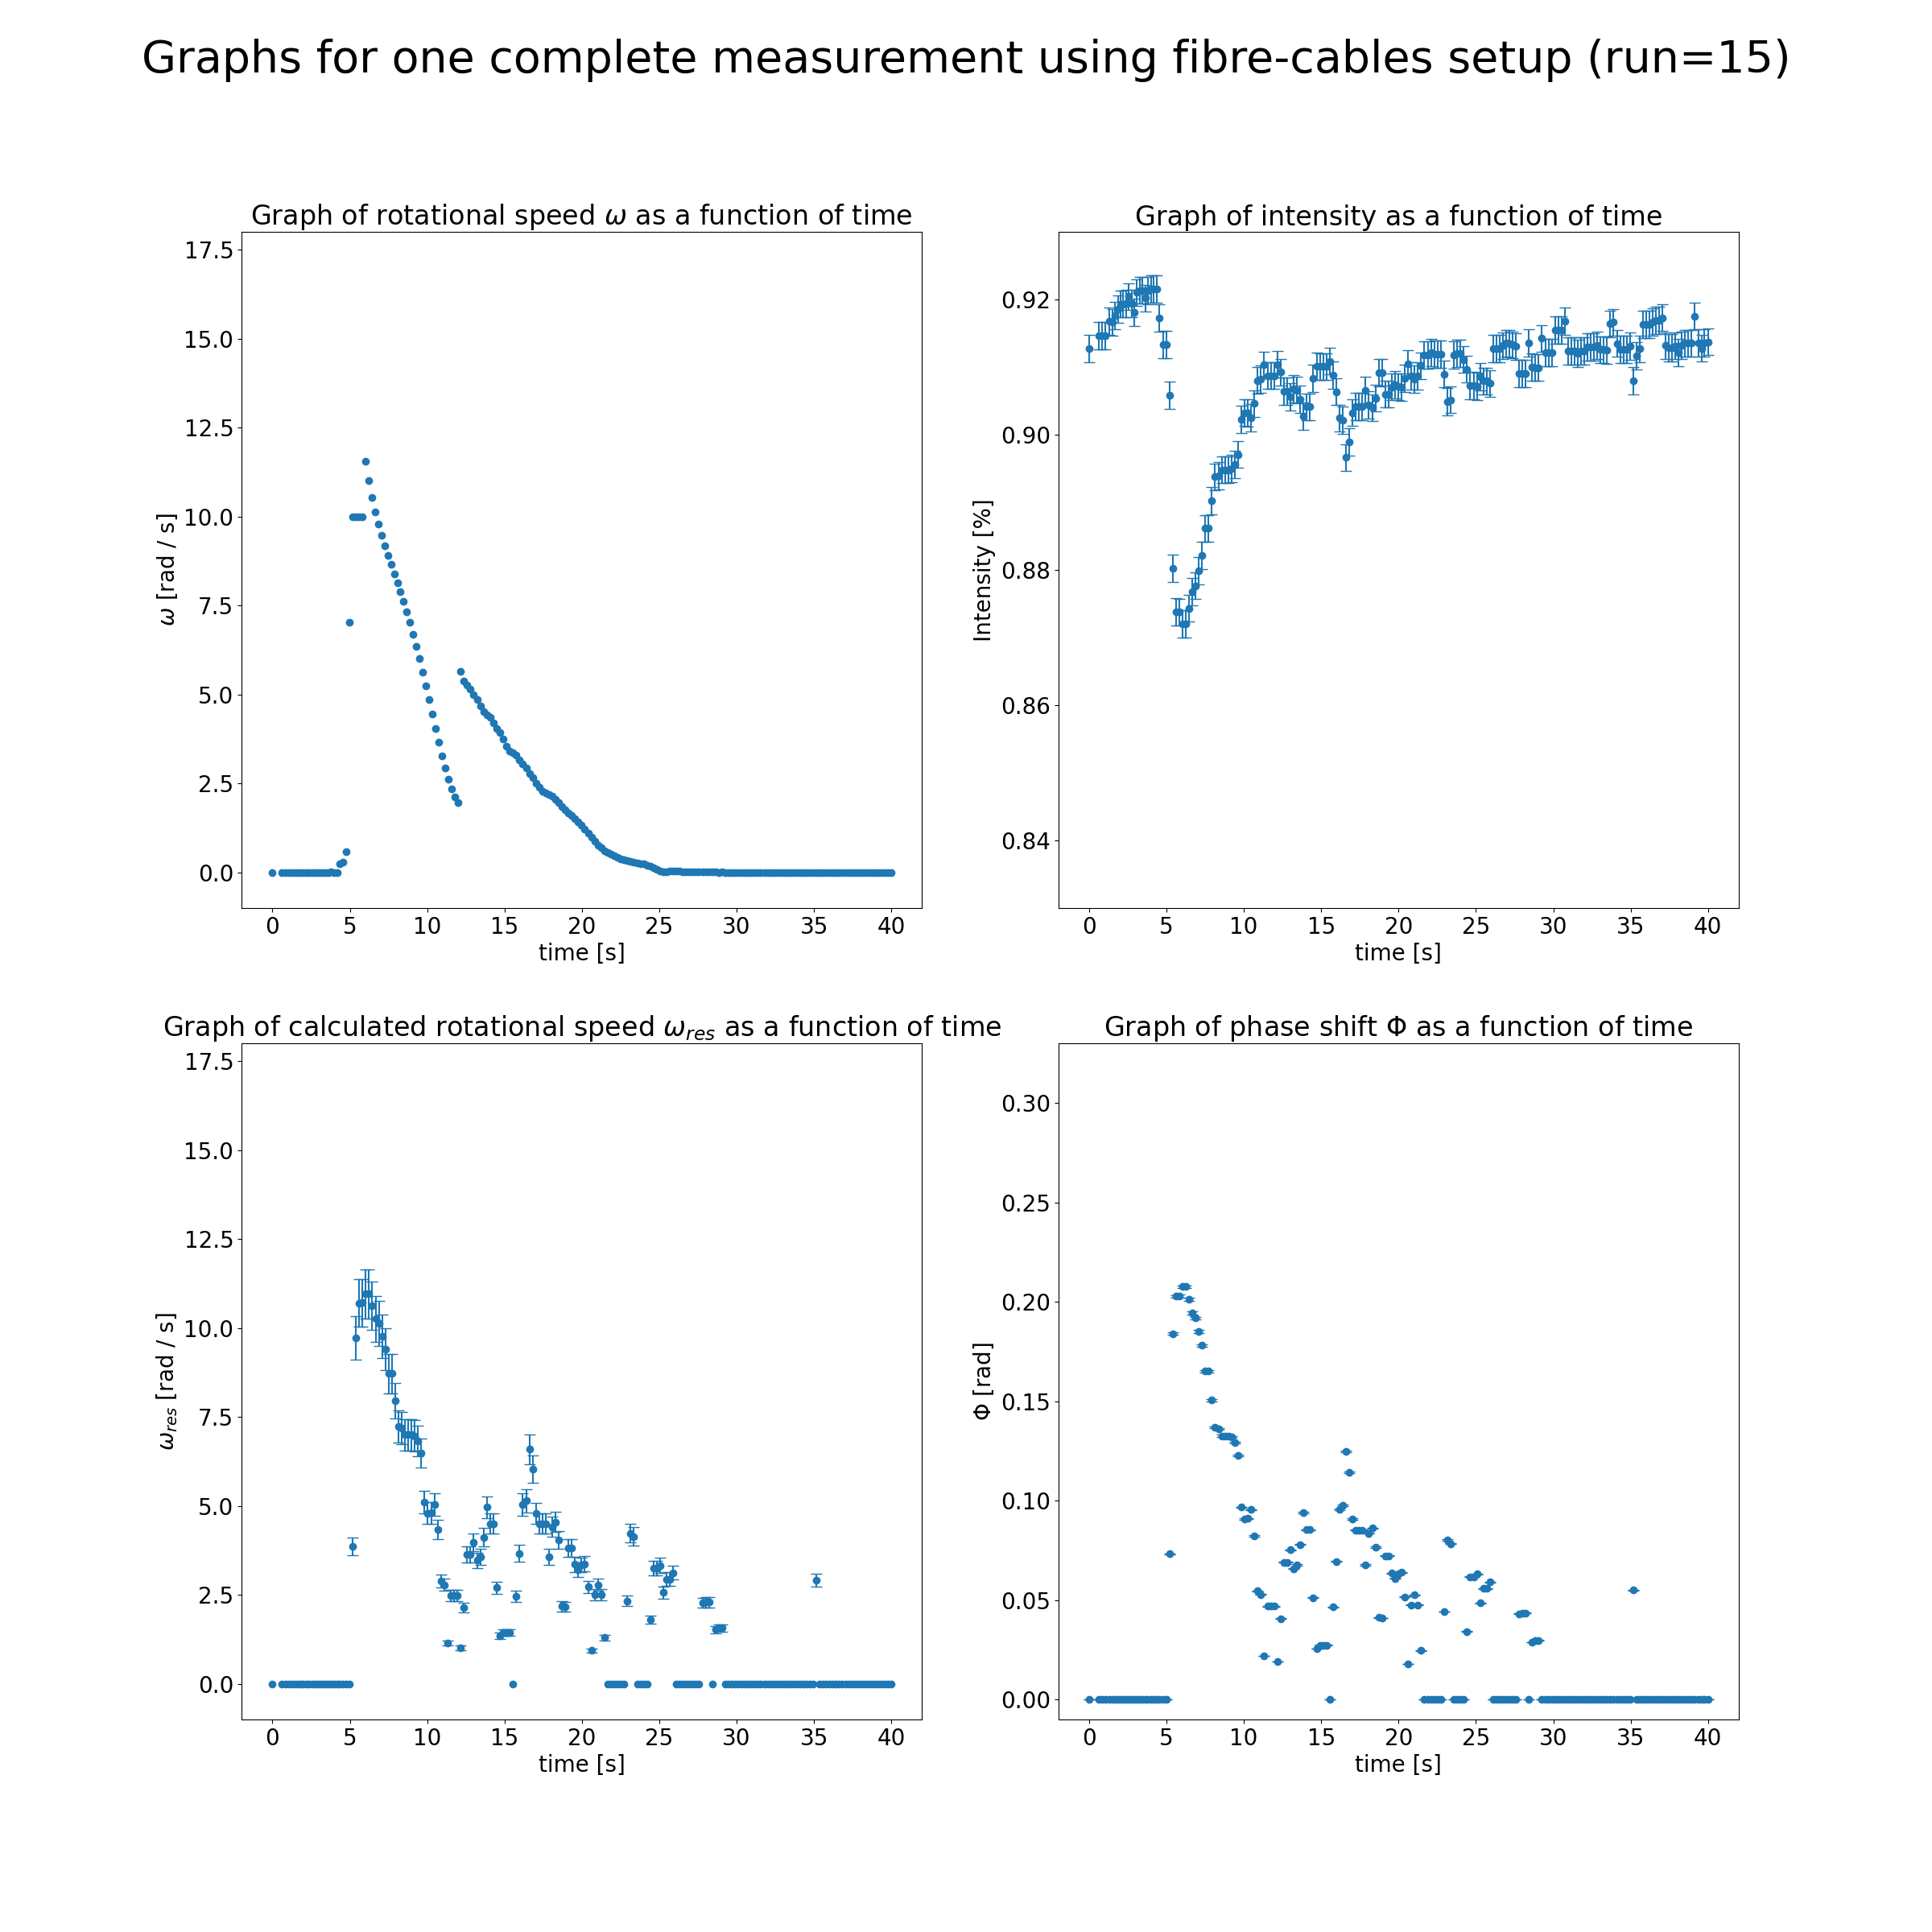 Graphs for one complete measurement using fibre-cables setup (run=15)
Graph of rotational speed ω as a function of time
17.5
15.0
12.5
10.0
7.5
5.0
2.5
0.0
ω [rad / s]
0 5 10 15 20 25 30 35 40
time [s]
Graph of intensity as a function of time
0.92
0.90
0.88
0.86
0.84
Intensity [%]
0 5 10 15 20 25 30 35 40
time [s]
Graph of calculated rotational speed ω_res as a function of time
17.5
15.0
12.5
10.0
7.5
5.0
2.5
0.0
ω_res [rad / s]
0 5 10 15 20 25 30 35 40
time [s]
Graph of phase shift Φ as a function of time
0.30
0.25
0.20
0.15
0.10
0.05
0.00
Φ [rad]
0 5 10 15 20 25 30 35 40
time [s]